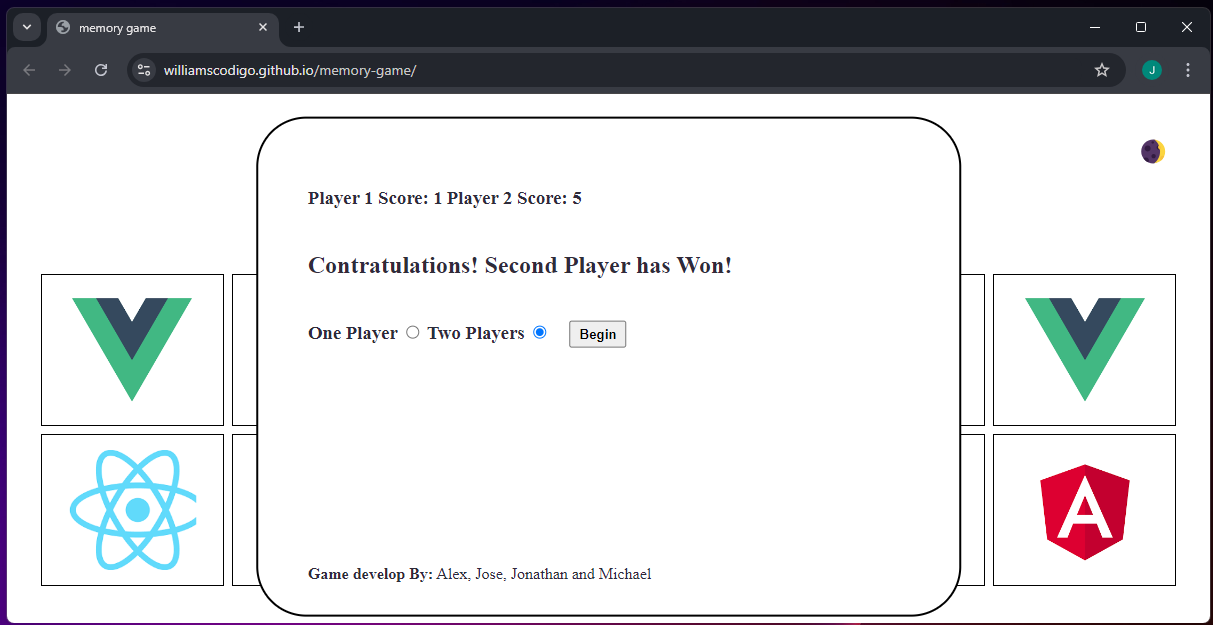 memory game
williamscodigo.github.io/memory-game/
J
Player 1 Score: 1 Player 2 Score: 5
Contratulations! Second Player has Won!
One Player Two Players Begin
A
Game develop By: Alex, Jose, Jonathan and Michael